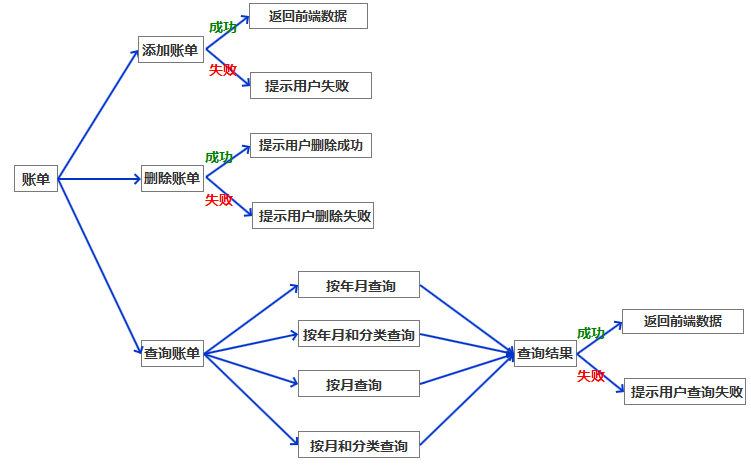 成功
返回前端数据
添加账单
失败
提示用户失败
成功
提示用户删除成功
账单
删除账单
失败
提示用户删除失败
按年月查询
返回前端数据
按年月和分类查询
成功
查询账单
查询结果
失败
按月查询
提示用户查询失败
按月和分类查询